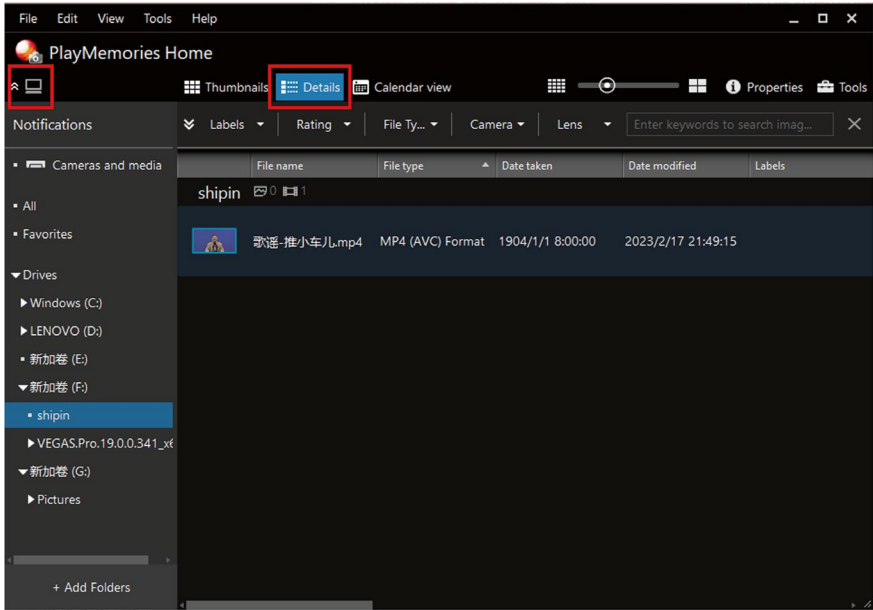 File Edit View Tools Help
PlayMemories Home
Thumbnails Details Calendar view Properties Tools
Notifications
Labels Rating File Ty... Camera Lens Enter keywords to search imag...
Cameras and media
File name File type Date taken Date modified Labels
shipin 0 1
All
Favorites
歌谣-推小车儿.mp4 MP4 (AVC) Format 1904/1/1 8:00:00 2023/2/17 21:49:15
Drives
Windows (C:)
LENOVO (D:)
新加卷 (E:)
新加卷 (F:)
shipin
VEGAS.Pro.19.0.0.341_x6
新加卷 (G:)
Pictures
+ Add Folders